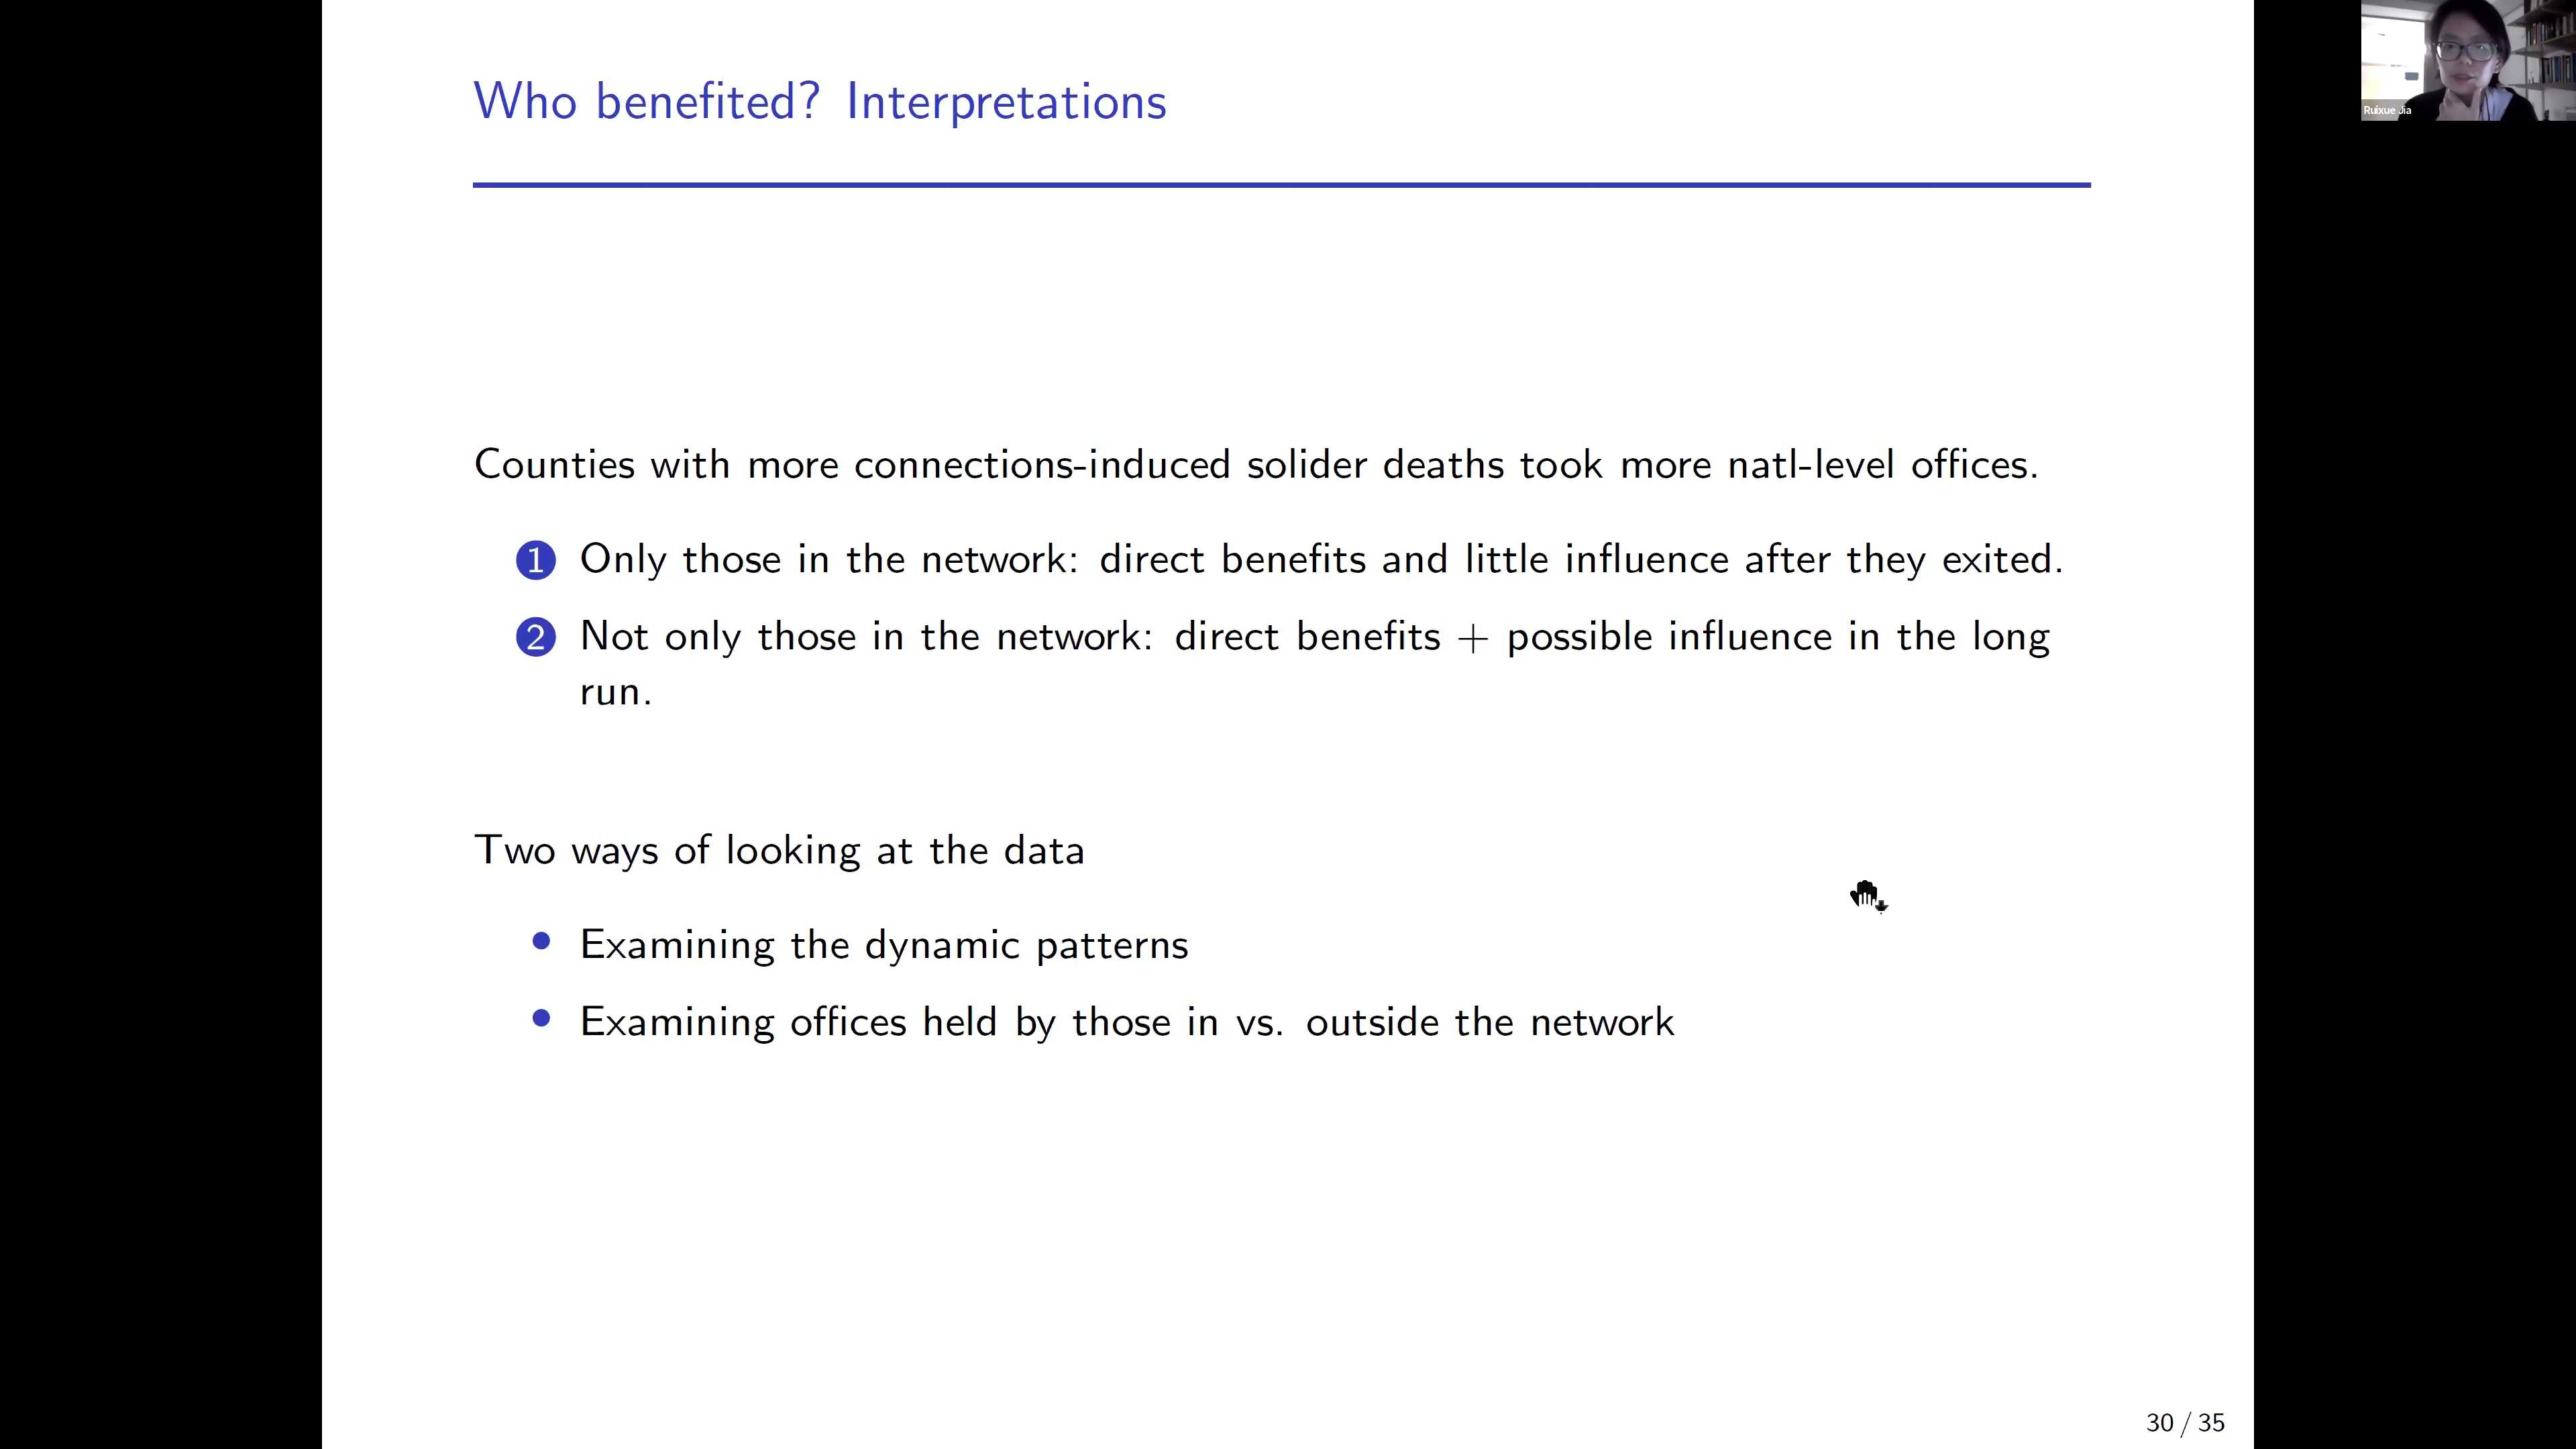 Who benefited? Interpretations
Ruixue Jia
Counties with more connections-induced solider deaths took more natl-level offices.
1 Only those in the network: direct benefits and little influence after they exited.
2 Not only those in the network: direct benefits + possible influence in the long
run.
Two ways of looking at the data
• Examining the dynamic patterns
• Examining offices held by those in vs. outside the network
30 / 35